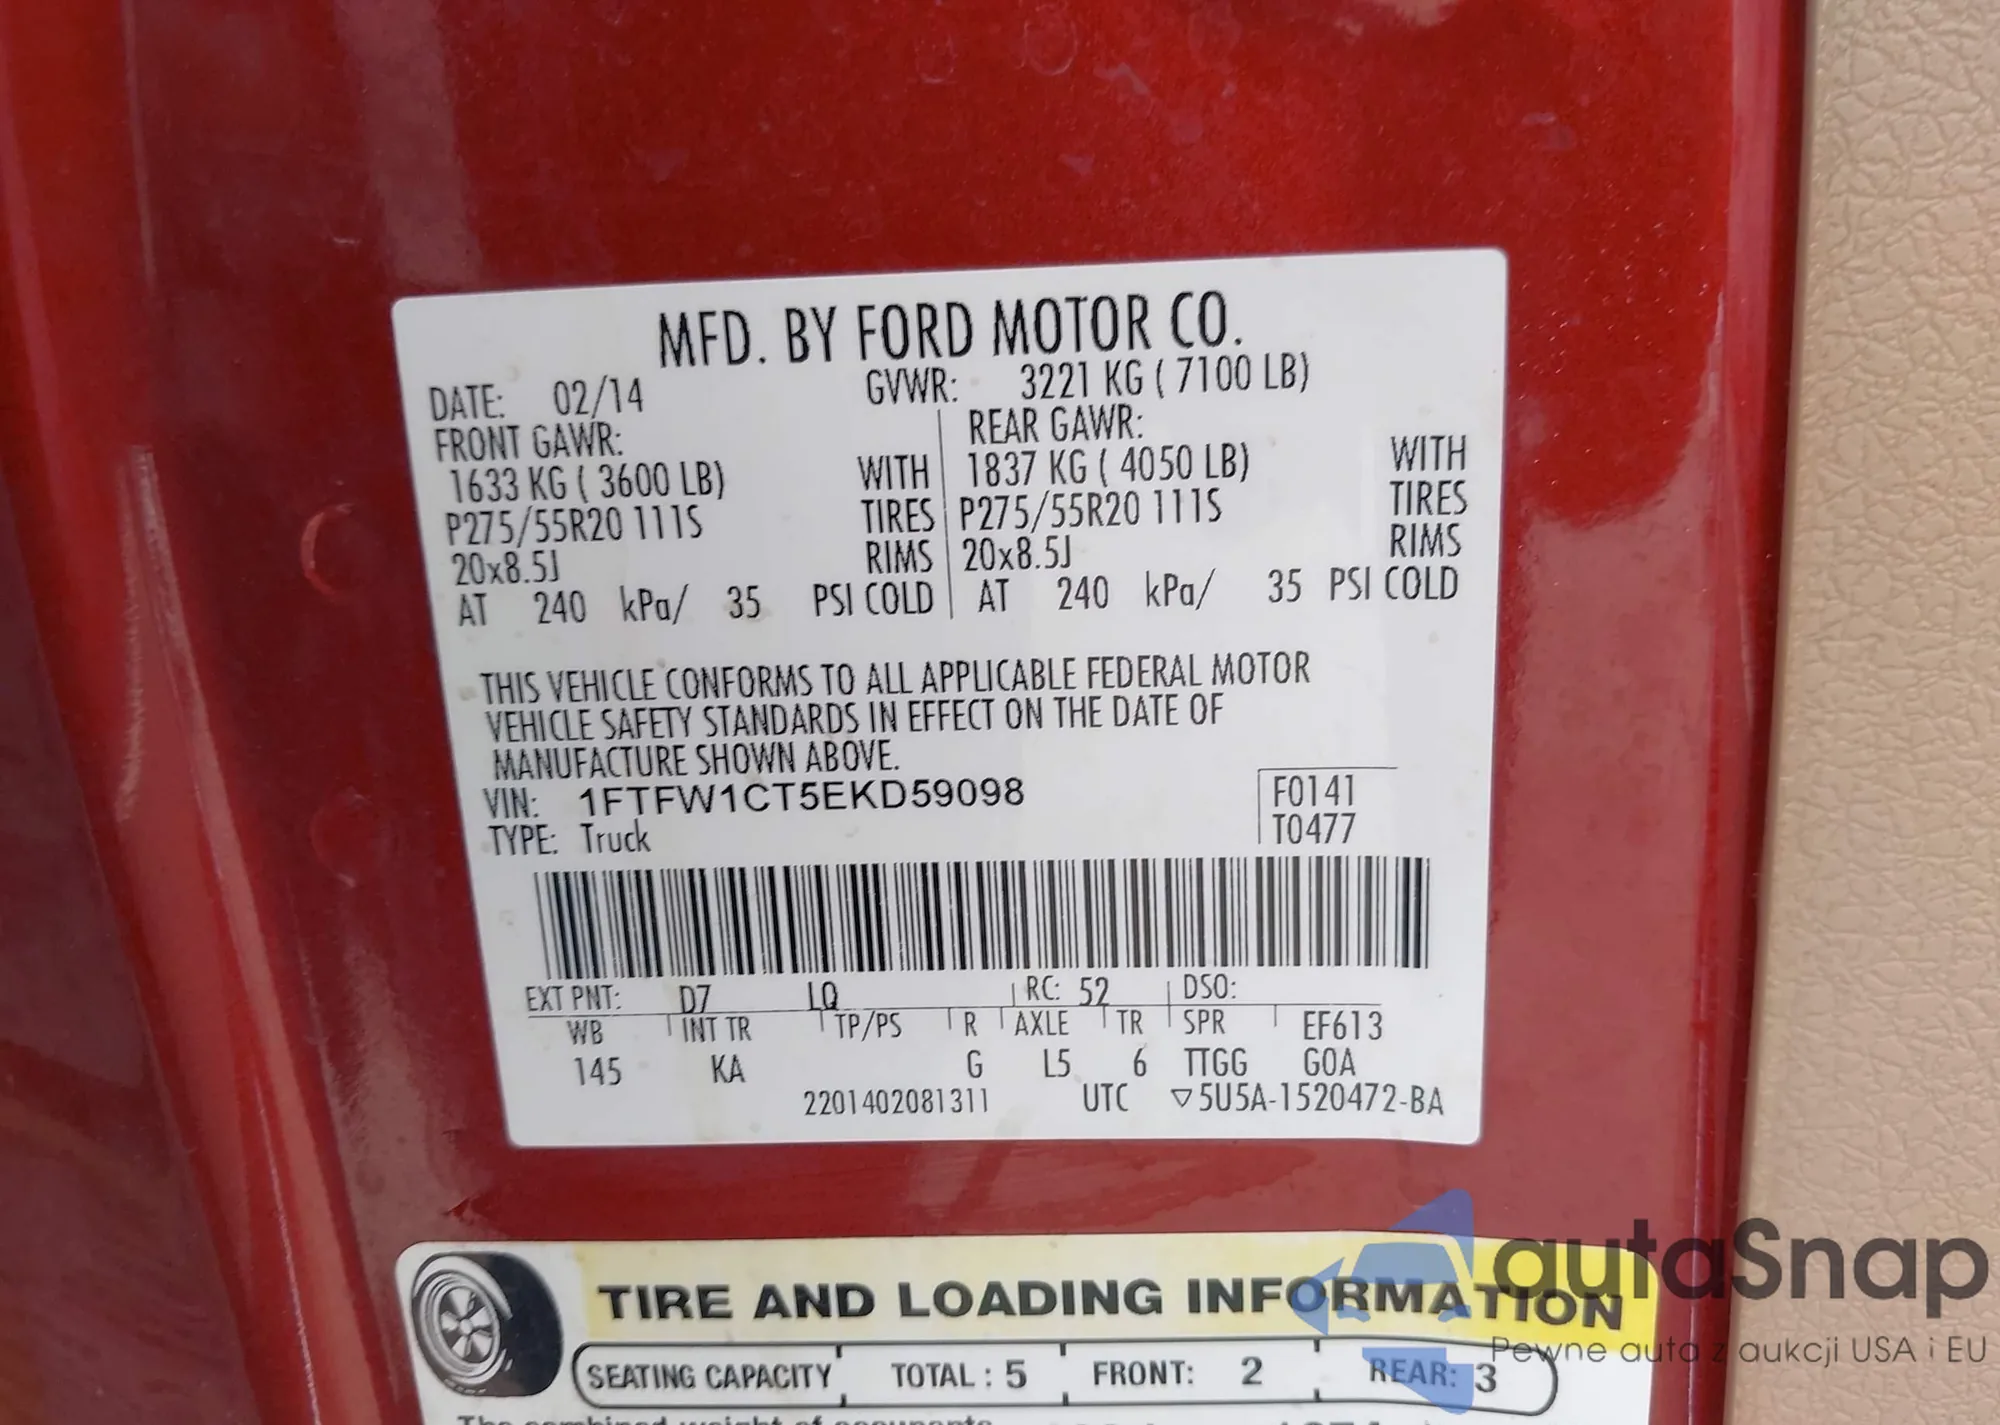 MFD. BY FORD MOTOR CO.
DATE: 02/14 GVWR: 3221 KG ( 7100 LB)
FRONT GAWR: REAR GAWR:
1633 KG ( 3600 LB) WITH 1837 KG ( 4050 LB) WITH
P275/55R20 111S TIRES P275/55R20 111S TIRES
20x8.5J RIMS 20x8.5J RIMS
AT 240 kPa/ 35 PSI COLD AT 240 kPa/ 35 PSI COLD
THIS VEHICLE CONFORMS TO ALL APPLICABLE FEDERAL MOTOR
VEHICLE SAFETY STANDARDS IN EFFECT ON THE DATE OF
MANUFACTURE SHOWN ABOVE.
VIN: 1FTFW1CT5EKD59098 F0141
TYPE: Truck T0477
EXT PNT: D7 LQ RC: 52 DSO:
WB INT TR TP/PS R AXLE TR SPR EF613
145 KA G L5 6 TTGG GOA
2201402081311 UTC ▽5U5A-1520472-BA
TIRE AND LOADING INFORMATION
SEATING CAPACITY TOTAL : 5 FRONT: 2 REAR: 3
The combined weight of occupants
autaSnap
Pewne auta z aukcji USA i EU